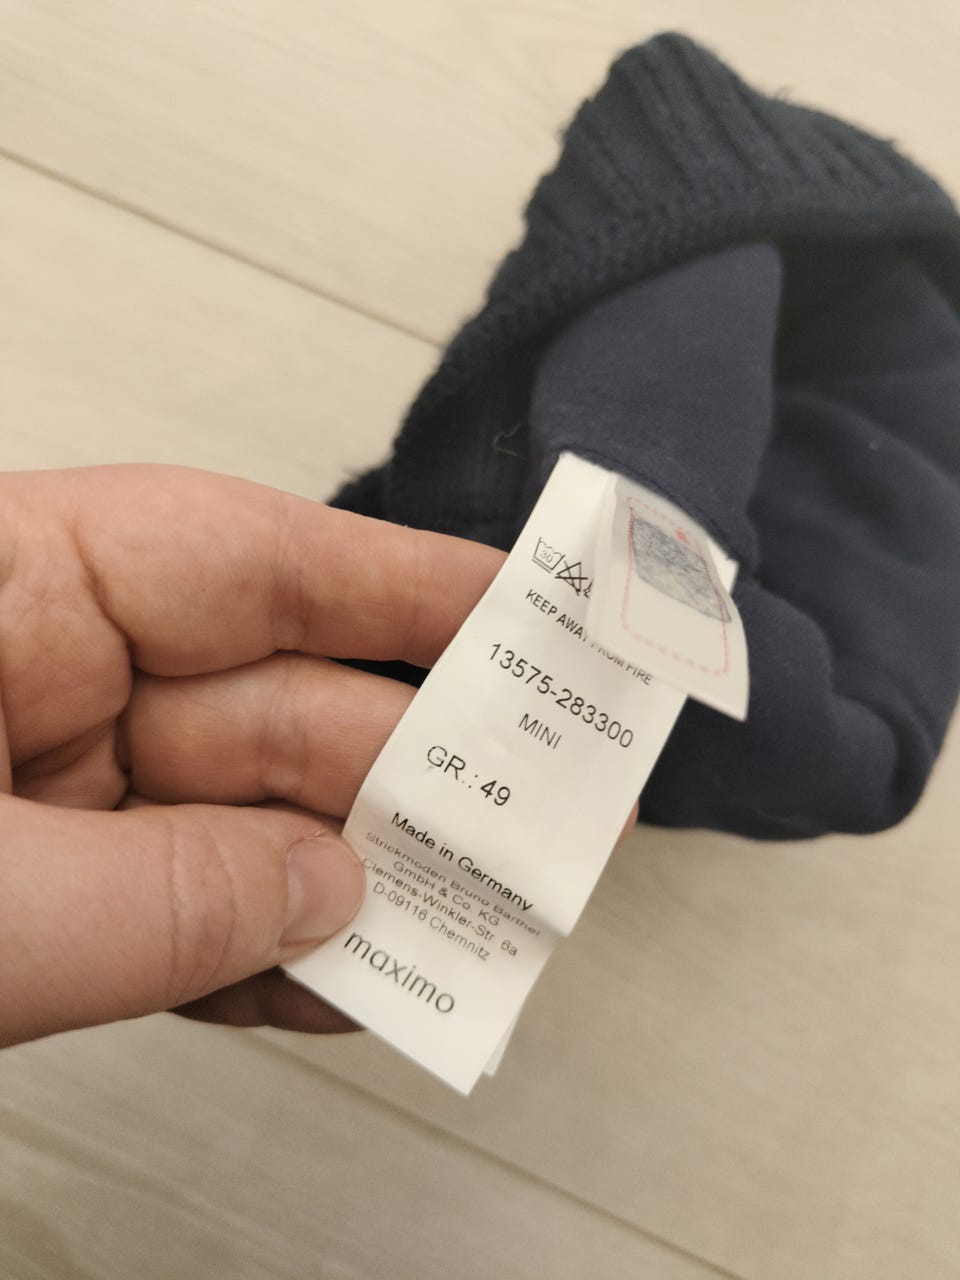 30
KEEP AWAY FROM FIRE
13575-283300
MINI
GR.: 49
Made in Germany
Strickmoden Bruno Barthel
GmbH & Co. KG
Clemens-Winkler-Str. 6a
D-09116 Chemnitz
maximo